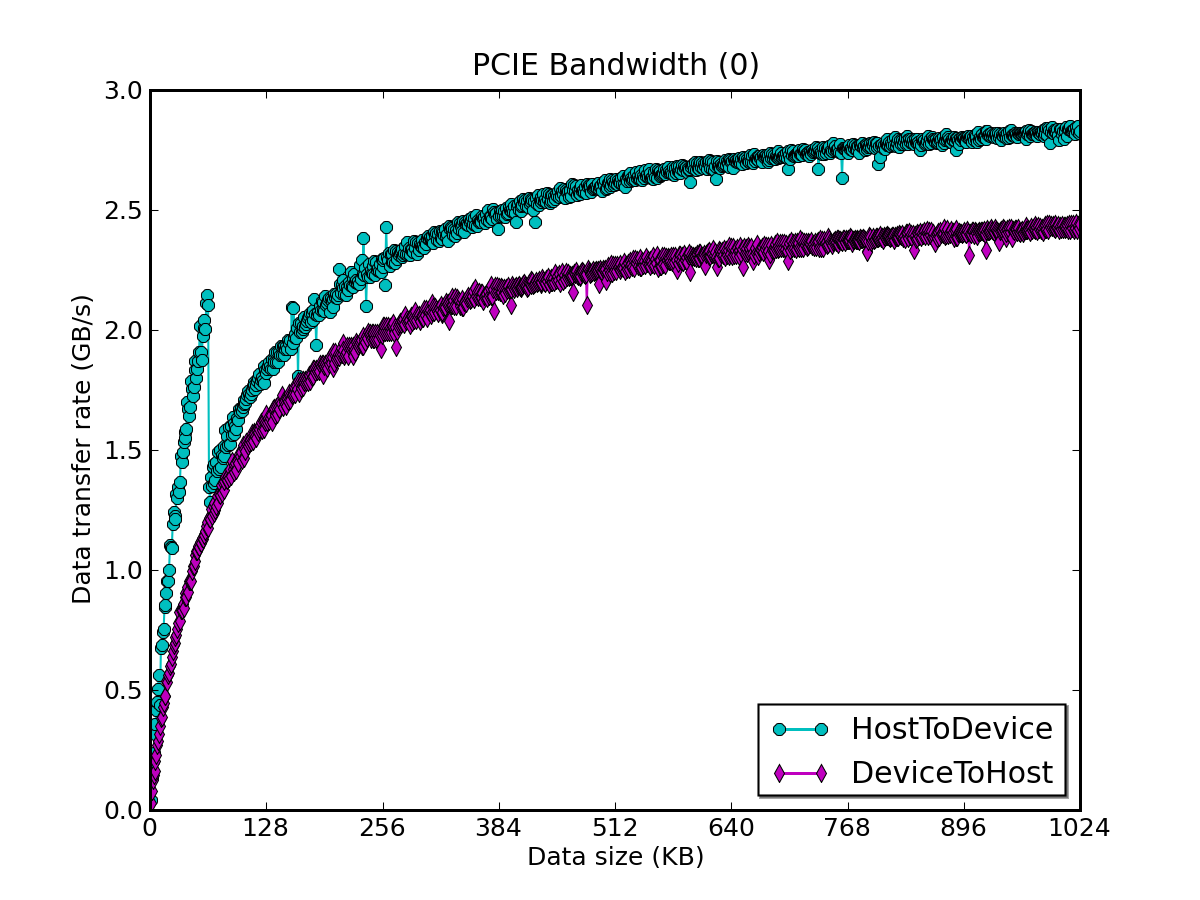 PCIE Bandwidth (0)
3.0
2.5
2.0
1.5
1.0
0.5
0.0
Data transfer rate (GB/s)
HostToDevice
DeviceToHost
0 128 256 384 512 640 768 896 1024
Data size (KB)